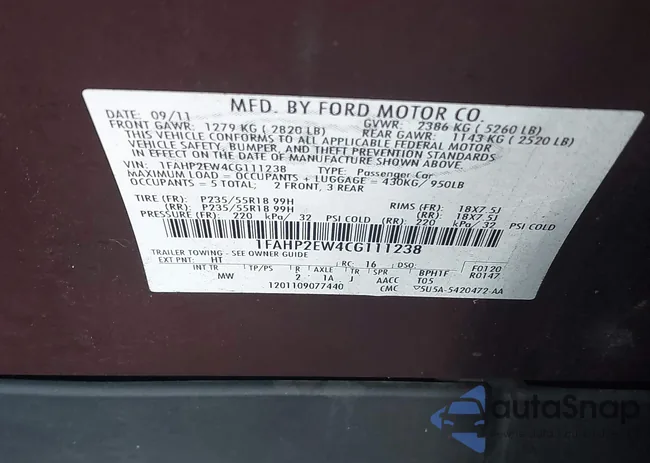 MFD. BY FORD MOTOR CO.
DATE: 09/11 GVWR: 2386 KG ( 5260 LB)
FRONT GAWR: 1279 KG ( 2820 LB) REAR GAWR: 1143 KG ( 2520 LB)
THIS VEHICLE CONFORMS TO ALL APPLICABLE FEDERAL MOTOR
VEHICLE SAFETY, BUMPER, AND THEFT PREVENTION STANDARDS
IN EFFECT ON THE DATE OF MANUFACTURE SHOWN ABOVE.
VIN: 1FAHP2EW4CG111238 TYPE: Passenger Car
MAXIMUM LOAD = OCCUPANTS + LUGGAGE = 430KG/950LB
OCCUPANTS = 5 TOTAL; 2 FRONT, 3 REAR
TIRE (FR): P235/55R18 99H RIMS (FR): 18X7.5J
(RR): P235/55R18 99H (RR): 18X7.5J
PRESSURE (FR): 220 kPa/ 32 PSI COLD (RR): 220 kPa/ 32 PSI COLD
1FAHP2EW4CG111238
TRAILER TOWING - SEE OWNER GUIDE
EXT PNT: HT RC: 16 DSO: F0120
R0147
INT TR TP/PS R AXLE TR SPR BPH1F
MW 2 1A J AACC T05
1201109077440 CMC 5U5A-5420472-AA
autoSnap